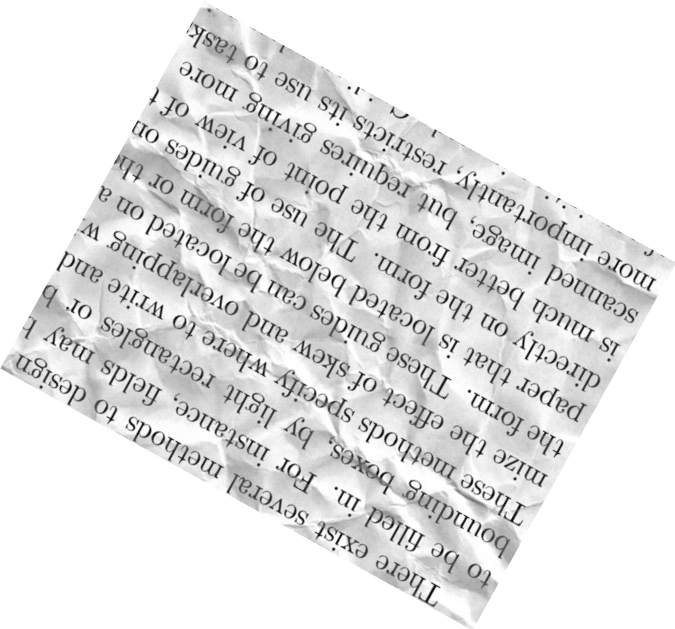 There exist several methods to design
to be filled in. For instance, fields may
bounding boxes, by light rectangles or b
These methods specify where to write and
mize the effect of skew and overlapping w
the form. These guides can be located on a
paper that is located below the form or the
directly on the form. The use of guides on
is much better from the point of view of t
scanned image, but requires giving more
more importantly, restricts its use to task